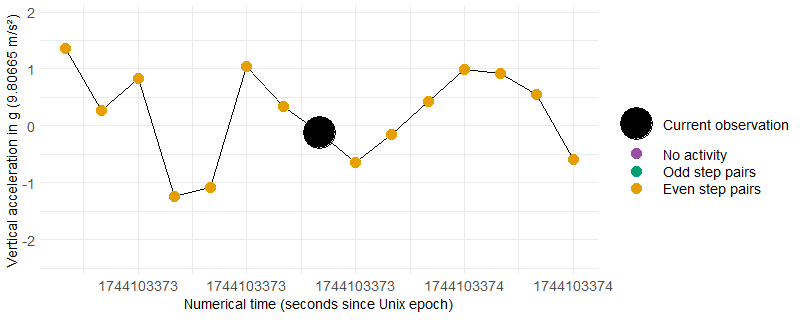 Vertical acceleration in g (9.80665 m/s²)
2
1
0
-1
-2
1744103373
1744103373
1744103373
1744103374
1744103374
Numerical time (seconds since Unix epoch)
Current observation
No activity
Odd step pairs
Even step pairs